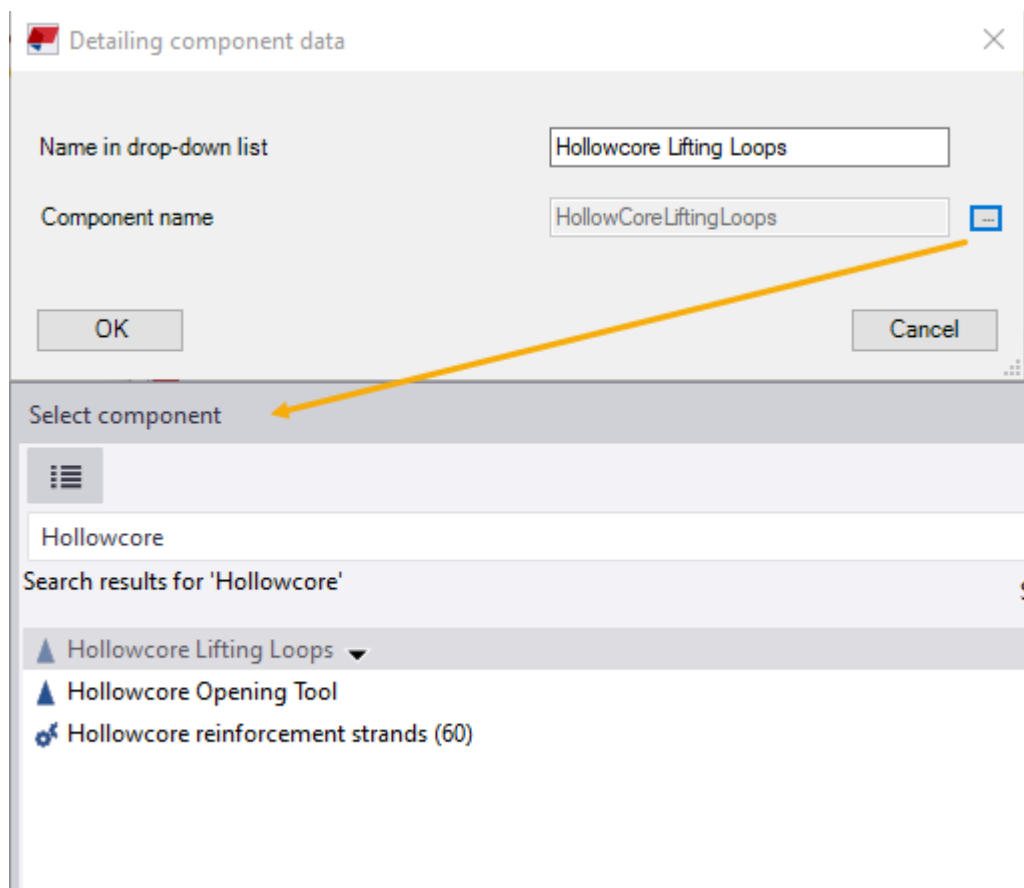 Detailing component data
Name in drop-down list Hollowcore Lifting Loops
Component name HollowCoreLiftingLoops ...
OK Cancel
Select component
Hollowcore
Search results for 'Hollowcore'
Hollowcore Lifting Loops
Hollowcore Opening Tool
Hollowcore reinforcement strands (60)